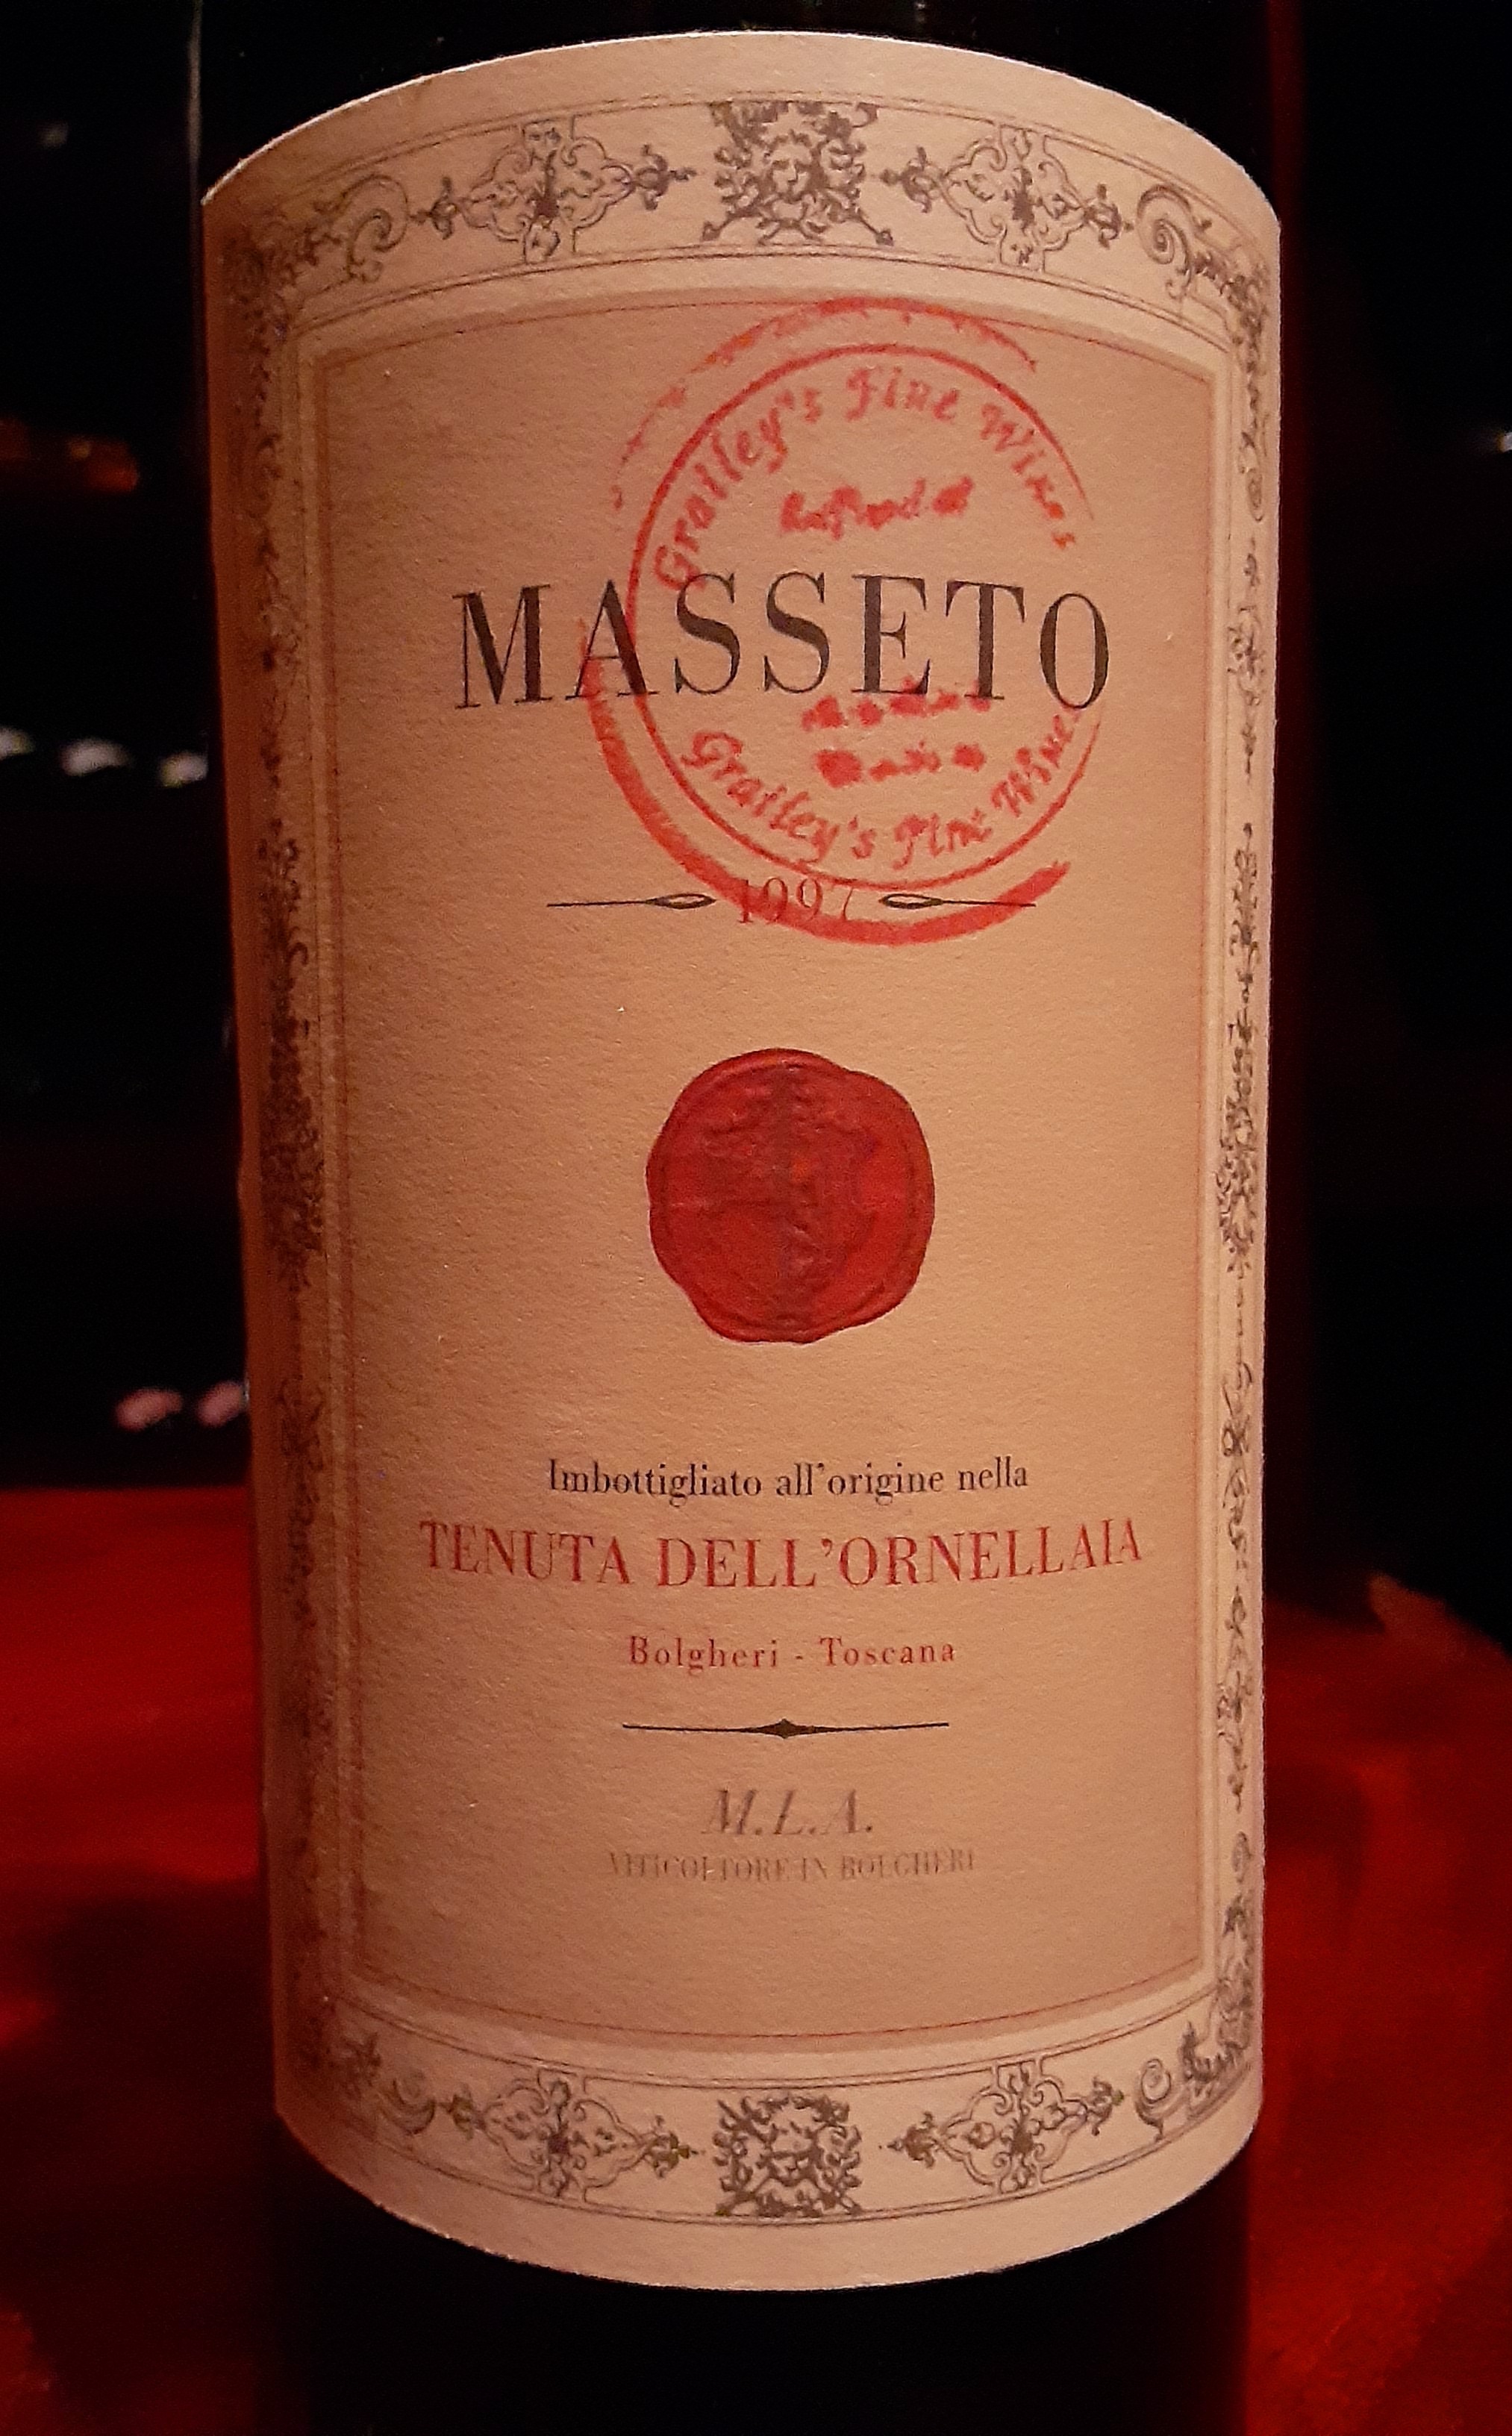 Grailey's Fine Wines
MASSETO
Grailey's Fine Wines
1997
Imbottigliato all'origine nella
TENUTA DELL'ORNELLAIA
Bolgheri - Toscana
M.L.A.
VITICOLTORE IN BOLGHERI